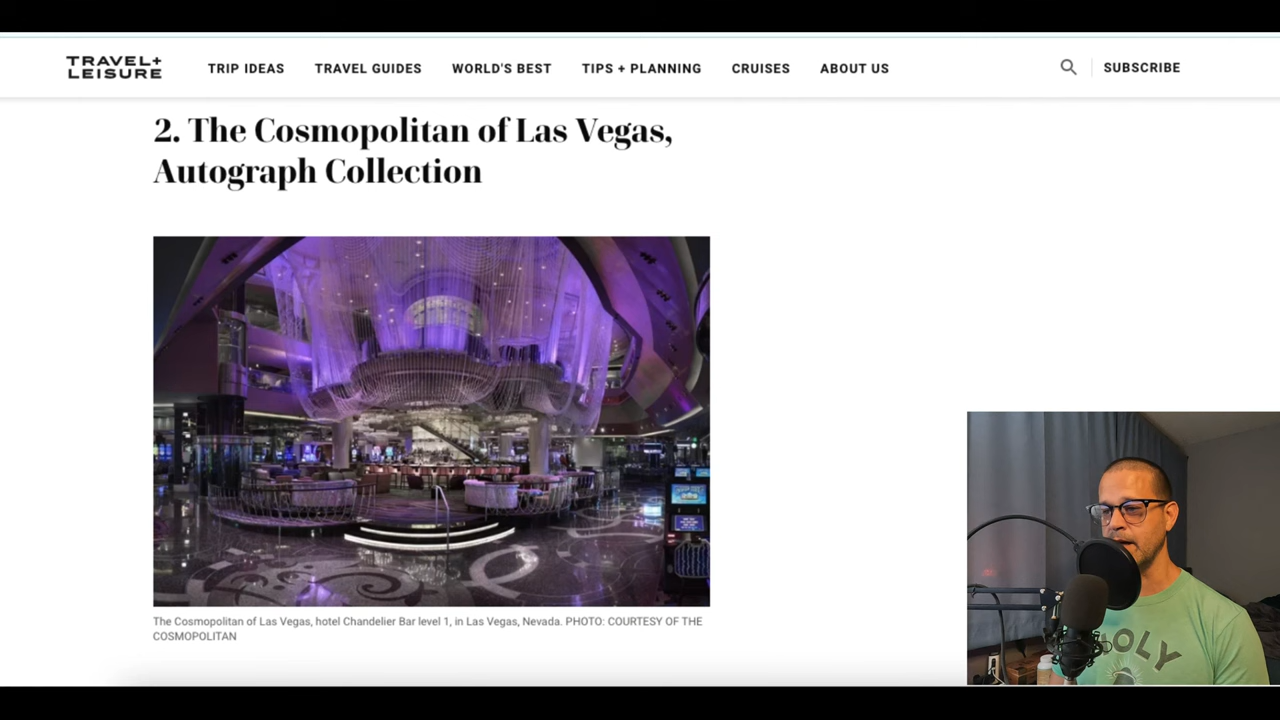 TRAVEL+
LEISURE
TRIP IDEAS
TRAVEL GUIDES
WORLD'S BEST
TIPS + PLANNING
CRUISES
ABOUT US
SUBSCRIBE
2. The Cosmopolitan of Las Vegas,
Autograph Collection
The Cosmopolitan of Las Vegas, hotel Chandelier Bar level 1, in Las Vegas, Nevada. PHOTO: COURTESY OF THE
COSMOPOLITAN
OLY